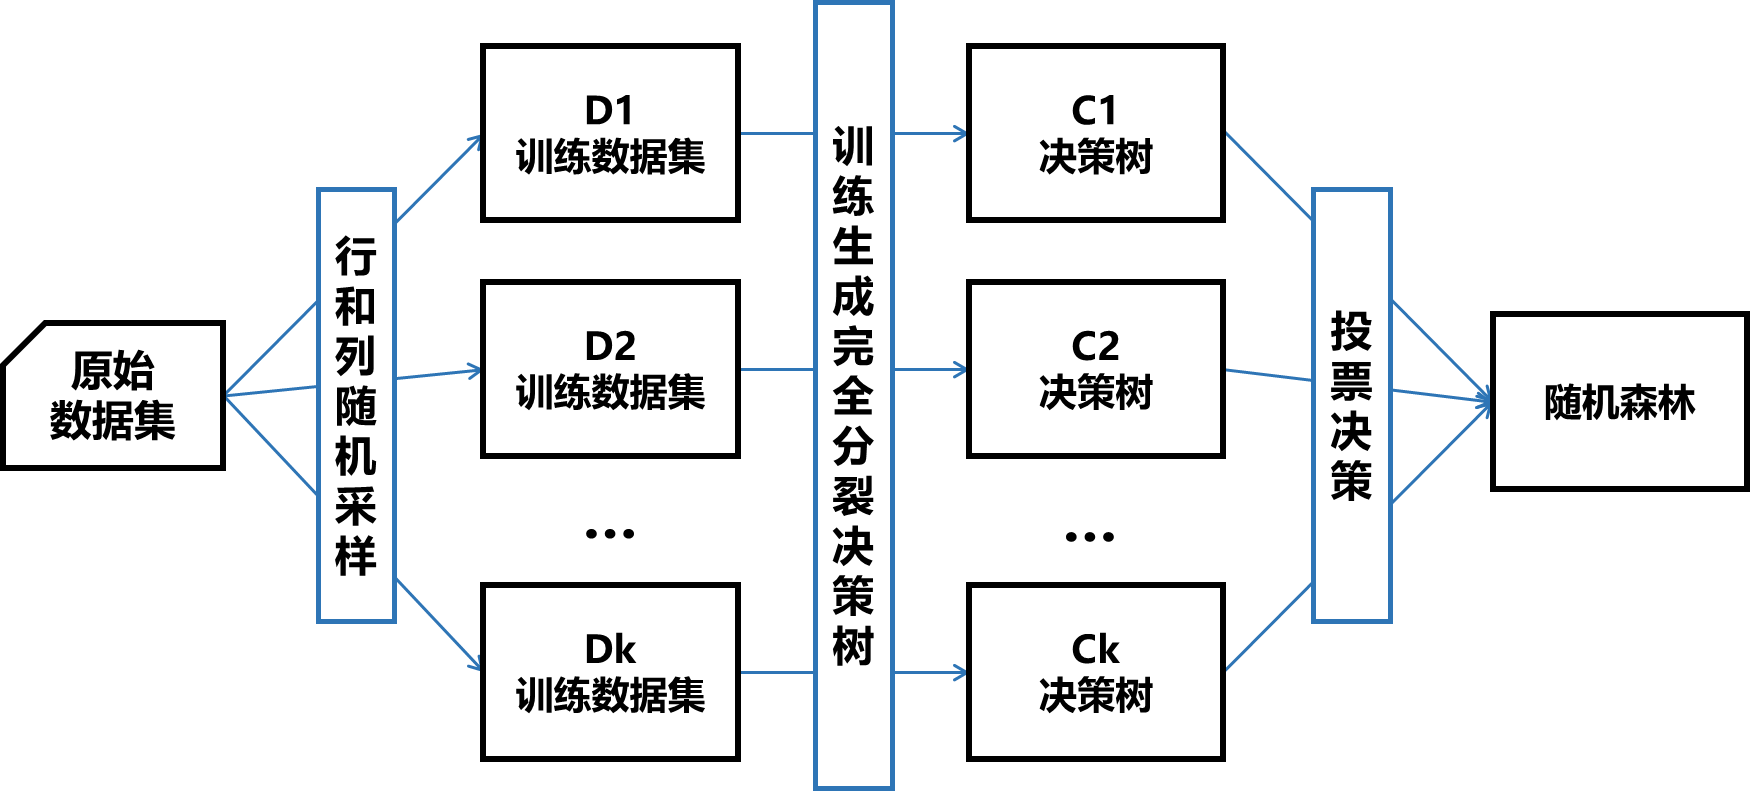 原始
数据集
行和列随机采样
D1
训练数据集
D2
训练数据集
...
Dk
训练数据集
训练生成完全分裂决策树
C1
决策树
C2
决策树
...
Ck
决策树
投票决策
随机森林